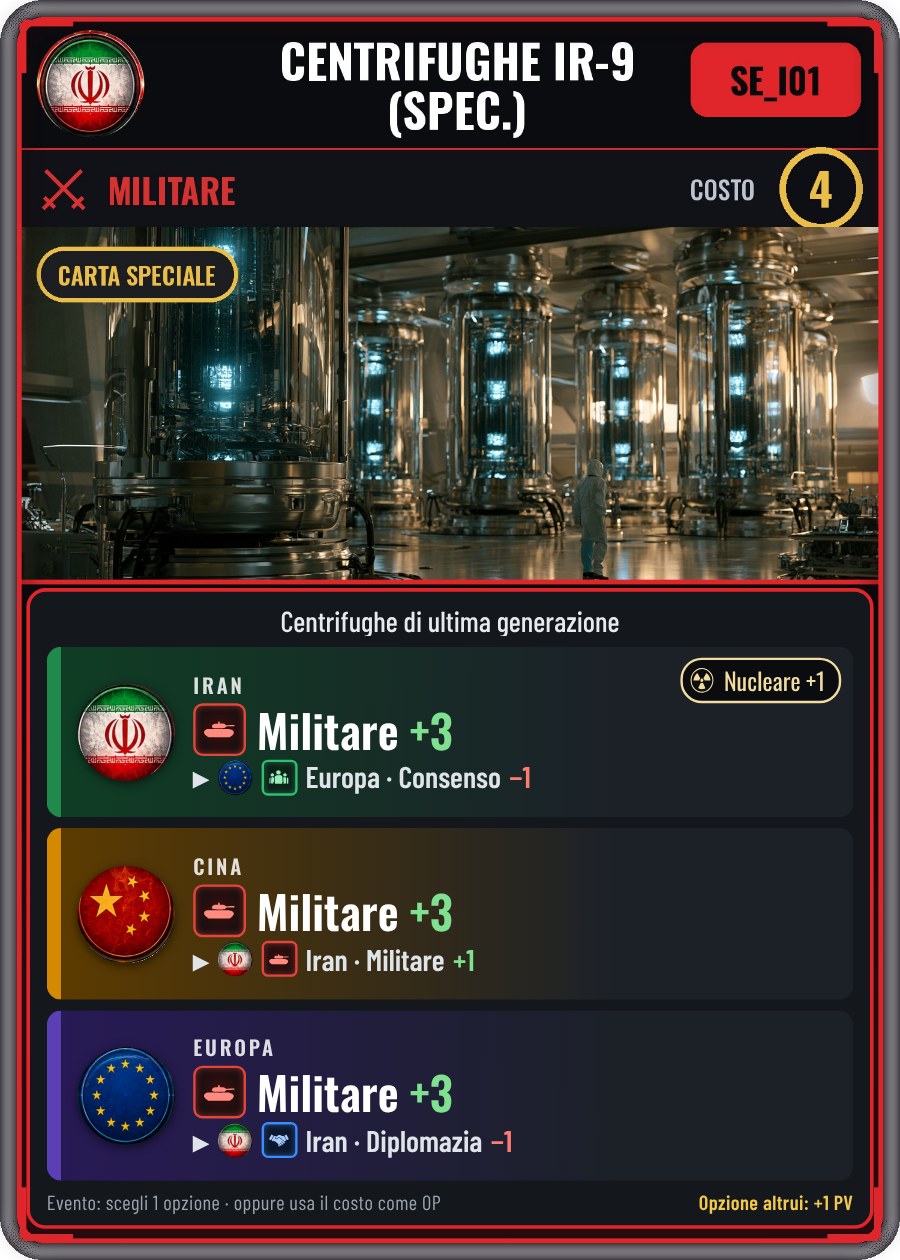 CENTRIFUGHE IR-9
(SPEC.)
SE_I01
MILITARE
COSTO
4
CARTA SPECIALE
Centrifughe di ultima generazione
IRAN
Nucleare +1
Militare +3
▶ Europa · Consenso −1
CINA
Militare +3
▶ Iran · Militare +1
EUROPA
Militare +3
▶ Iran · Diplomazia −1
Evento: scegli 1 opzione · oppure usa il costo come OP
Opzione altrui: +1 PV